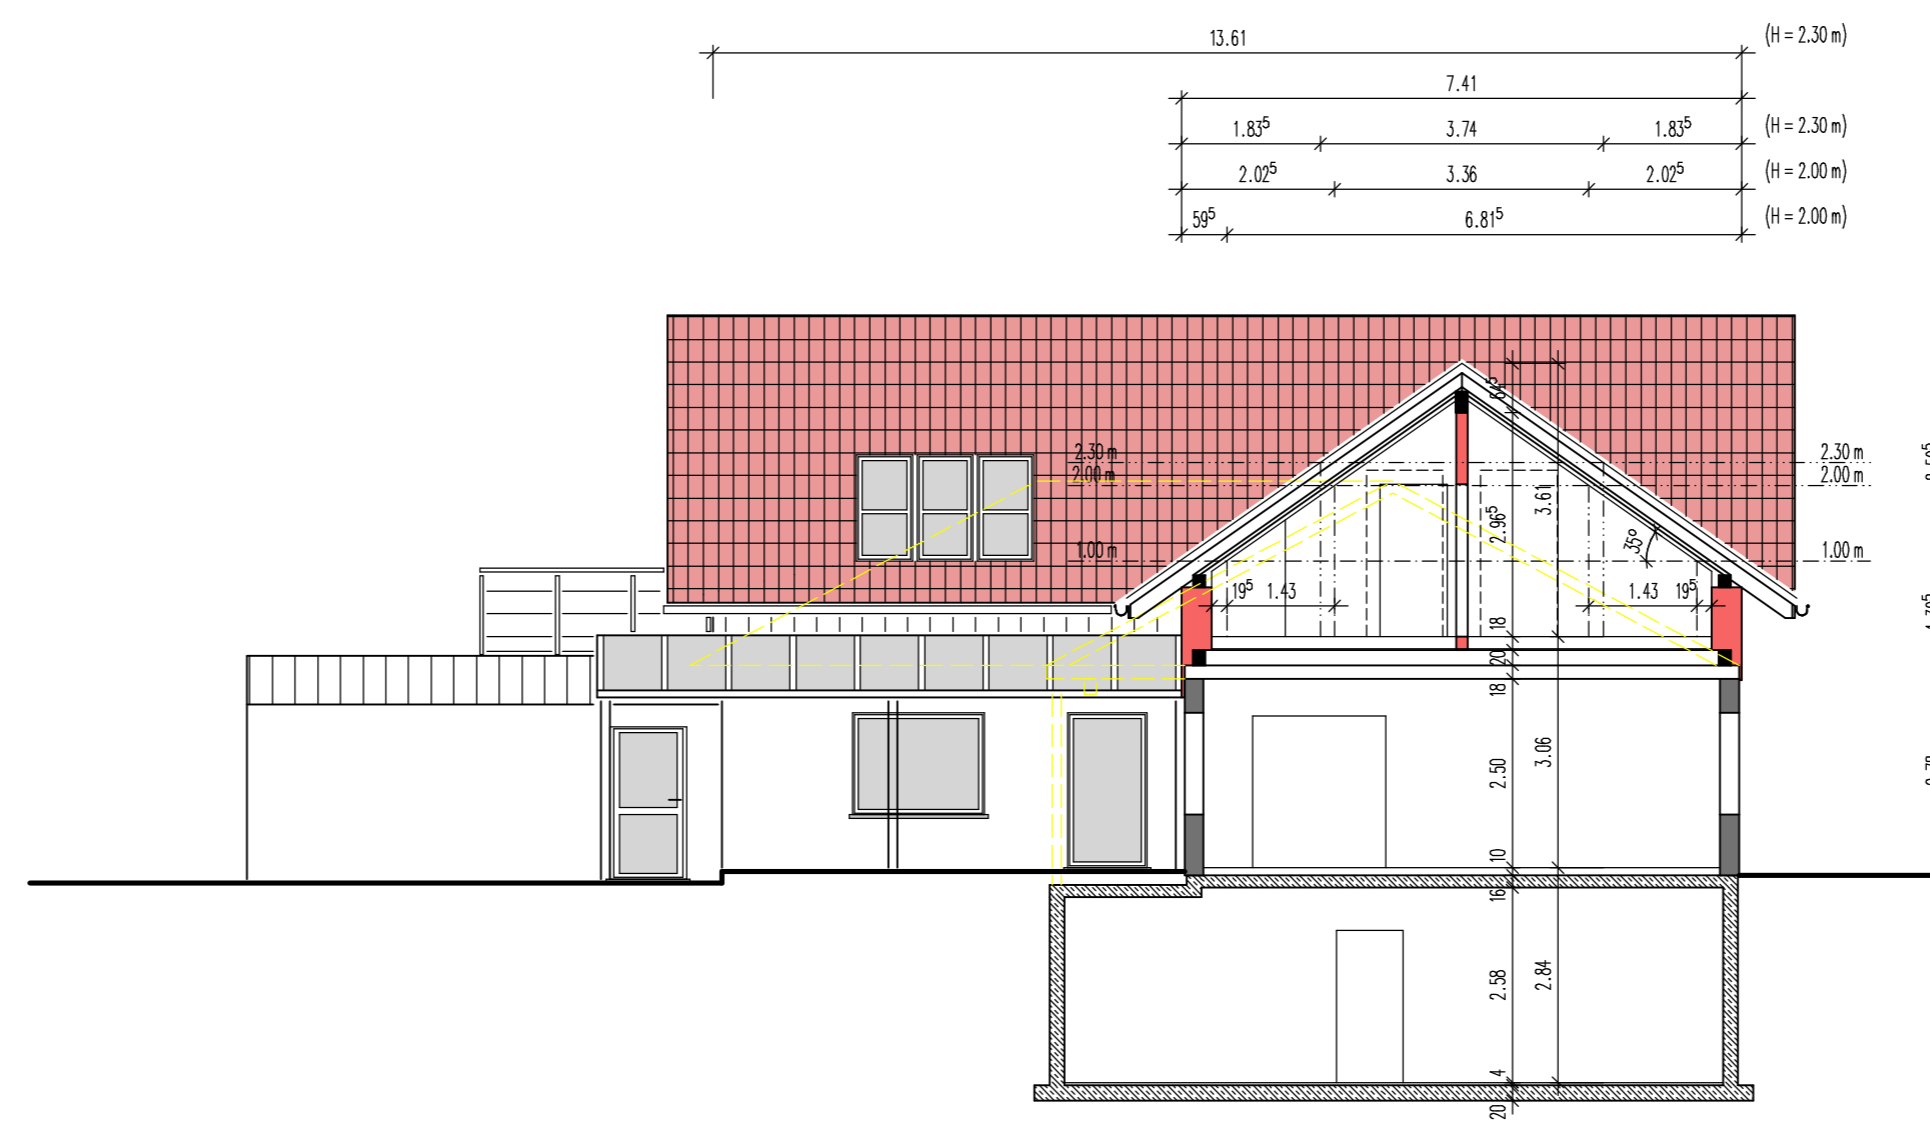 13.61 (H = 2.30 m)
7.41
1.83⁵ 3.74 1.83⁵ (H = 2.30 m)
2.02⁵ 3.36 2.02⁵ (H = 2.00 m)
59⁵ 6.81⁵ (H = 2.00 m)
64⁵
2.30 m 2.30 m
2.00 m 2.00 m
2.96⁵ 3.61
35°
1.00 m 1.00 m
19⁵ 1.43 1.43 19⁵
18
20
18
2.50 3.06
10
16
2.58 2.84
4
20